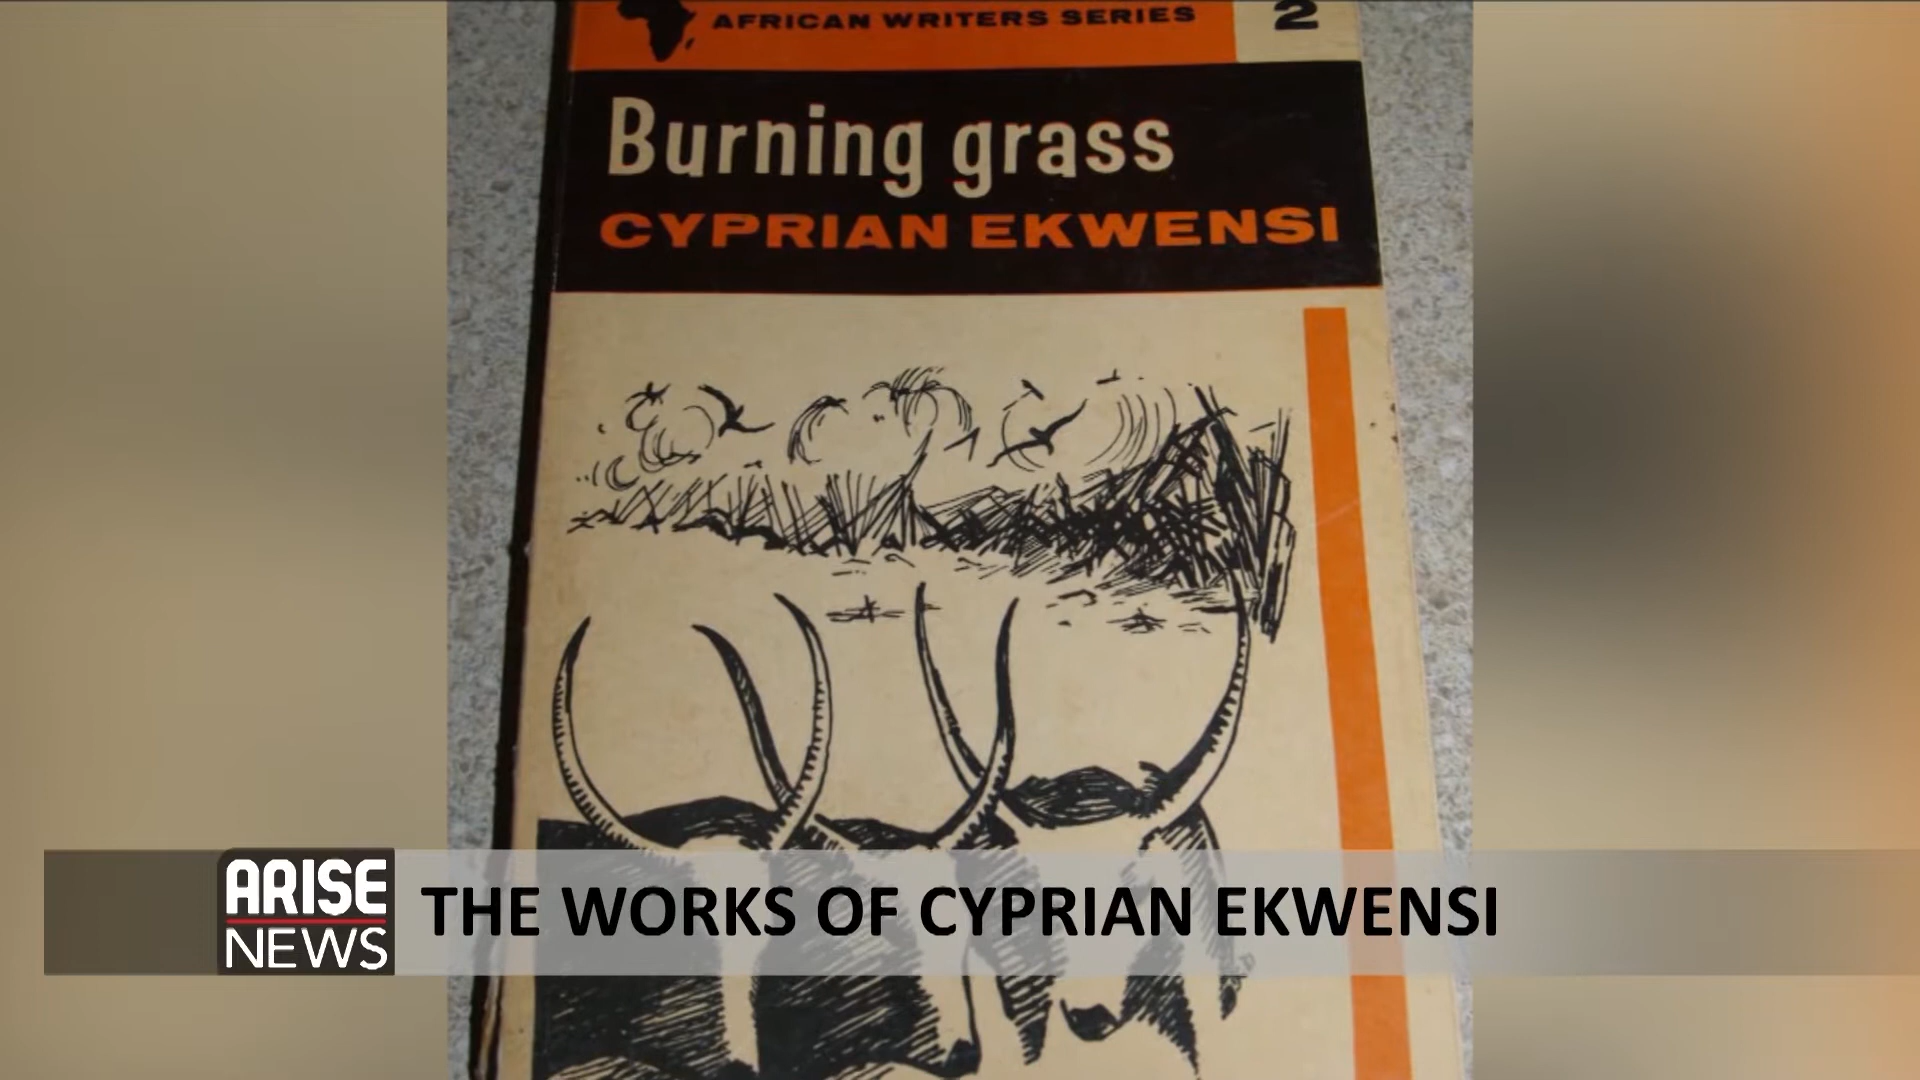 AFRICAN WRITERS SERIES
2
Burning grass
CYPRIAN EKWENSI
ARISE
NEWS
THE WORKS OF CYPRIAN EKWENSI